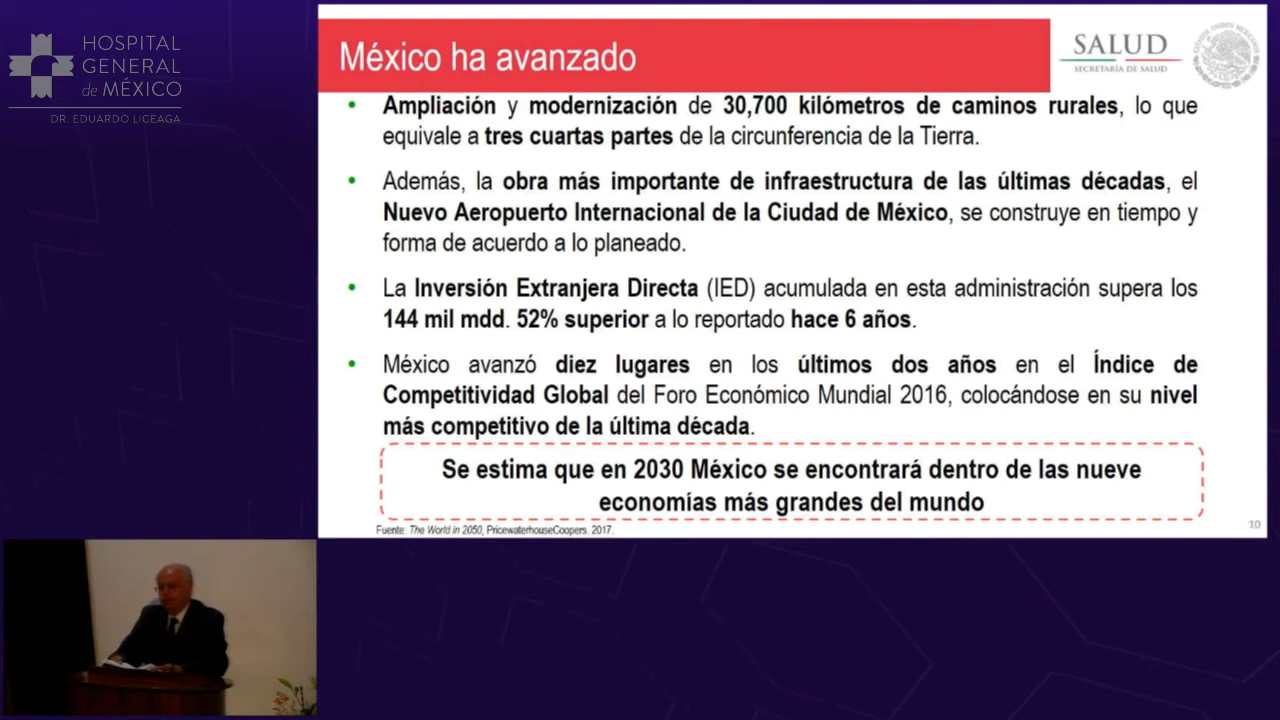 HOSPITAL
GENERAL
de MÉXICO
DR. EDUARDO LICEAGA
México ha avanzado
SALUD
SECRETARÍA DE SALUD
• Ampliación y modernización de 30,700 kilómetros de caminos rurales, lo que
equivale a tres cuartas partes de la circunferencia de la Tierra.
• Además, la obra más importante de infraestructura de las últimas décadas, el
Nuevo Aeropuerto Internacional de la Ciudad de México, se construye en tiempo y
forma de acuerdo a lo planeado.
• La Inversión Extranjera Directa (IED) acumulada en esta administración supera los
144 mil mdd. 52% superior a lo reportado hace 6 años.
• México avanzó diez lugares en los últimos dos años en el Índice de
Competitividad Global del Foro Económico Mundial 2016, colocándose en su nivel
más competitivo de la última década.
Se estima que en 2030 México se encontrará dentro de las nueve
economías más grandes del mundo
Fuente: The World in 2050, PricewaterhouseCoopers. 2017.
10